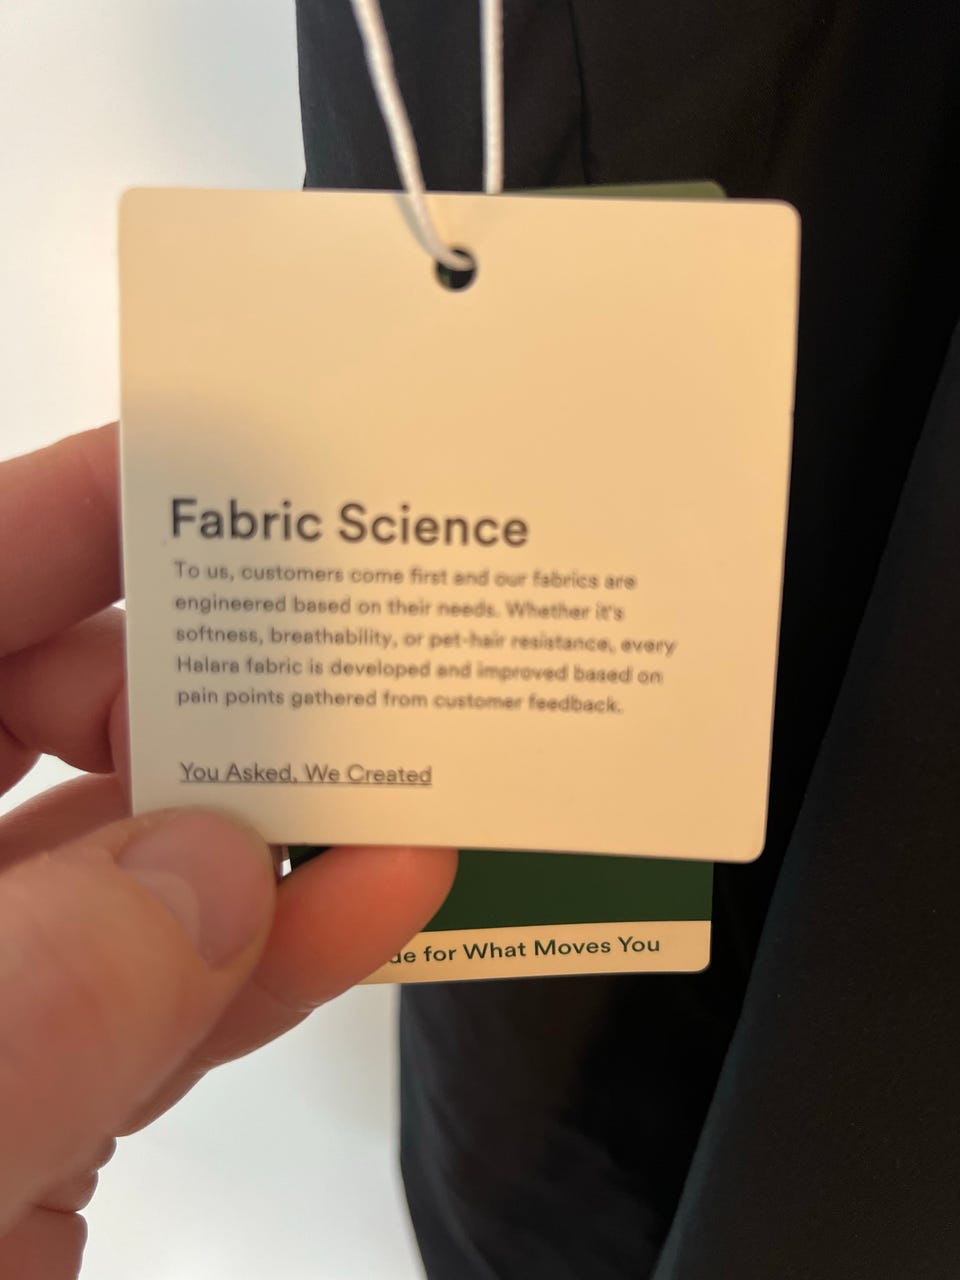 Fabric Science
To us, customers come first and our fabrics are
engineered based on their needs. Whether it's
softness, breathability, or pet-hair resistance, every
Halara fabric is developed and improved based on
pain points gathered from customer feedback.
You Asked, We Created
for What Moves You